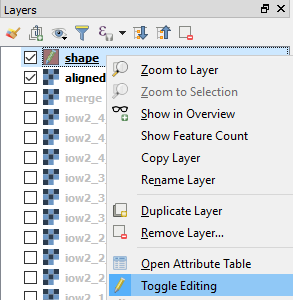 Layers
shape
aligned
merge
iow2_4
iow2_4
iow2_4
iow2_3
iow2_3
iow2_3
iow2_2
iow2_2
iow2_2
Zoom to Layer
Zoom to Selection
Show in Overview
Show Feature Count
Copy Layer
Rename Layer
Duplicate Layer
Remove Layer...
Open Attribute Table
Toggle Editing